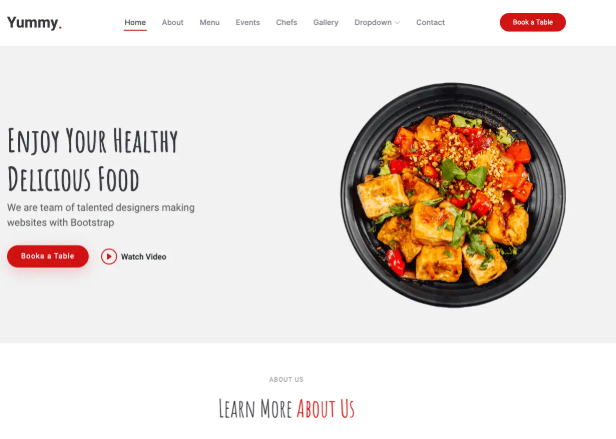 Yummy.
Home About Menu Events Chefs Gallery Dropdown Contact
Book a Table
Enjoy Your Healthy
Delicious Food
We are team of talented designers making
websites with Bootstrap
Booka a Table
Watch Video
ABOUT US
Learn More About Us